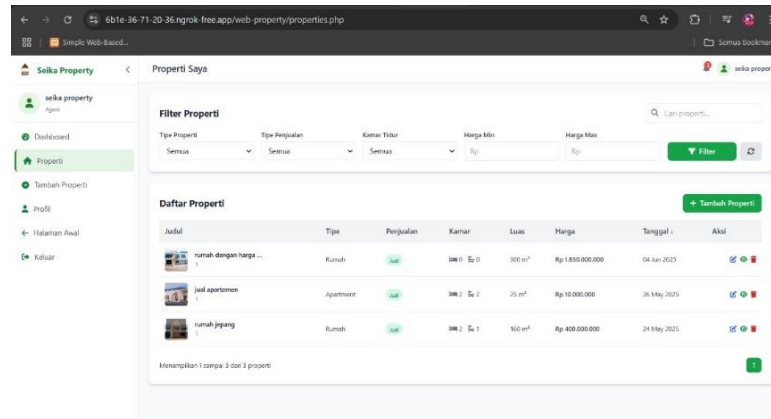 6b1e-36-71-20-36.ngrok-free.app/web-property/properties.php
Simple Web-Based...
Semua Bookmar
Seika Property
Properti Saya
seika proper
seika property
Agent
Dashboard
Properti
Tambah Properti
Profil
Halaman Awal
Keluar
Filter Properti
Cari properti...
Tipe Properti Tipe Penjualan Kamar Tidur Harga Min Harga Max
Semua Semua Semua Rp Rp Filter
Daftar Properti
+ Tambah Properti
Judul Tipe Penjualan Kamar Luas Harga Tanggal Aksi
rumah dengan harga ... Rumah Jual 0 0 300 m² Rp 1.850.000.000 04 Jun 2025
1
jual apartemen Apartment Jual 2 2 25 m² Rp 10.000.000 26 May 2025
1
rumah jepang Rumah Jual 2 1 160 m² Rp 400.000.000 24 May 2025
1
Menampilkan 1 sampai 3 dari 3 properti
1